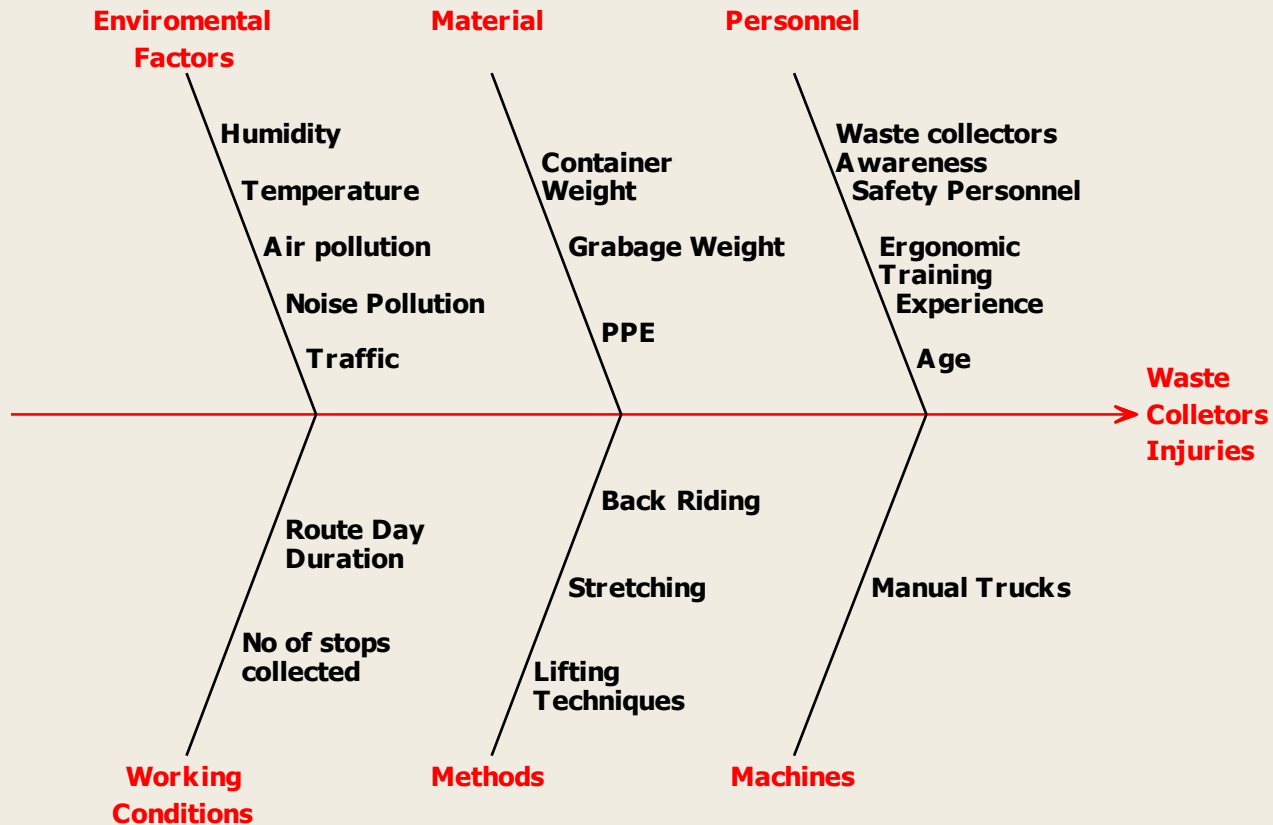 Enviromental
Factors
Material
Personnel
Humidity
Temperature
Air pollution
Noise Pollution
Traffic
Container
Weight
Grabage Weight
PPE
Waste collectors
Awareness
Safety Personnel
Ergonomic
Training
Experience
Age
Waste
Colletors
Injuries
Route Day
Duration
No of stops
collected
Back Riding
Stretching
Lifting
Techniques
Manual Trucks
Working
Conditions
Methods
Machines